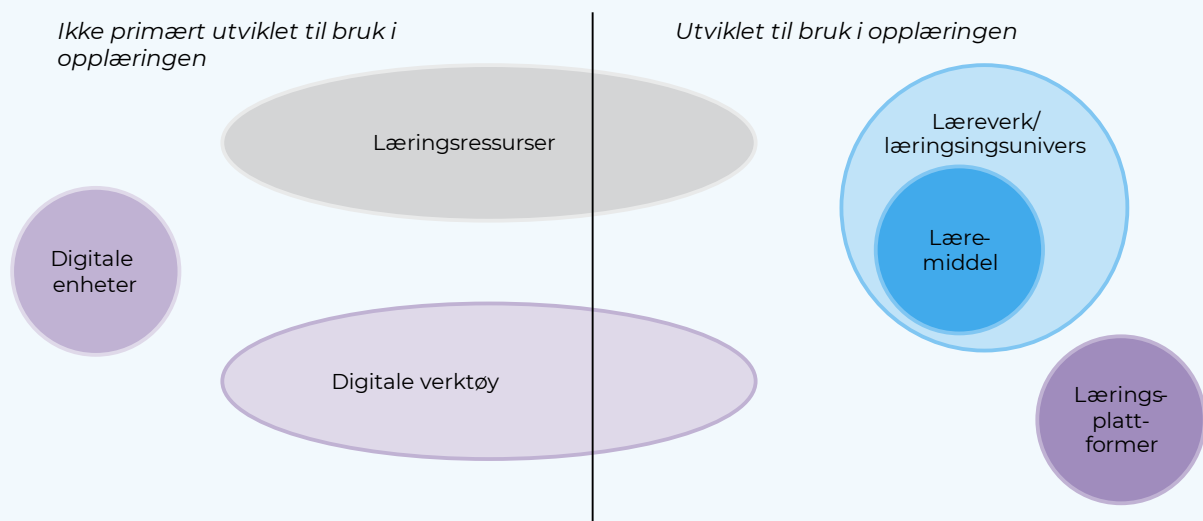 Ikke primært utviklet til bruk i
opplæringen
Utviklet til bruk i opplæringen
Læringsressurser
Læreverk/
læringsingsunivers
Lære-
middel
Digitale
enheter
Digitale verktøy
Lærings-
platt-
former